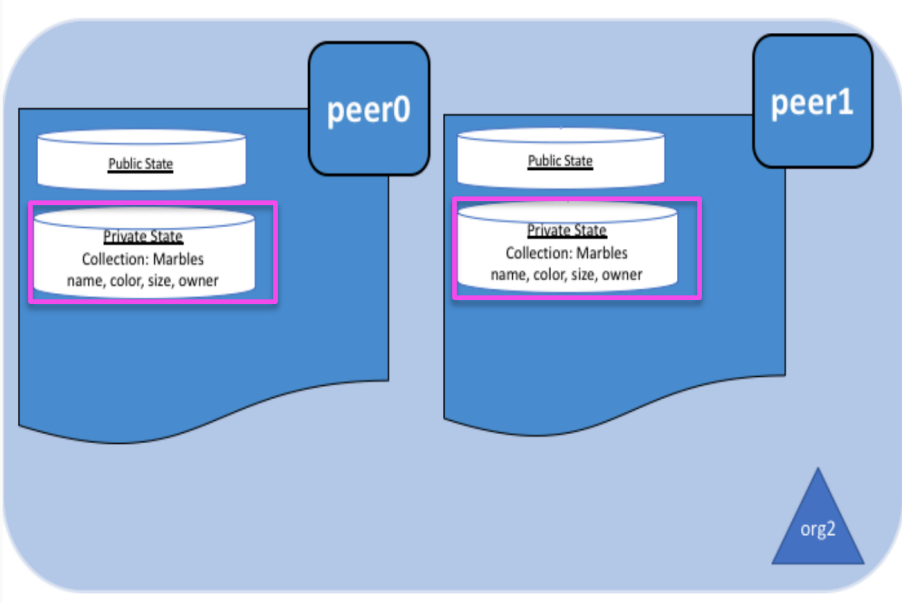 peer0
Public State
Private State
Collection: Marbles
name, color, size, owner
peer1
Public State
Private State
Collection: Marbles
name, color, size, owner
org2